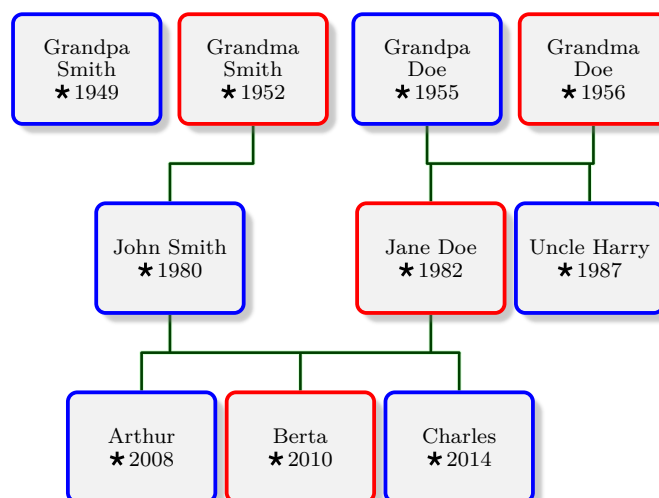 Grandpa
Smith
★ 1949
Grandma
Smith
★ 1952
Grandpa
Doe
★ 1955
Grandma
Doe
★ 1956
John Smith
★ 1980
Jane Doe
★ 1982
Uncle Harry
★ 1987
Arthur
★ 2008
Berta
★ 2010
Charles
★ 2014